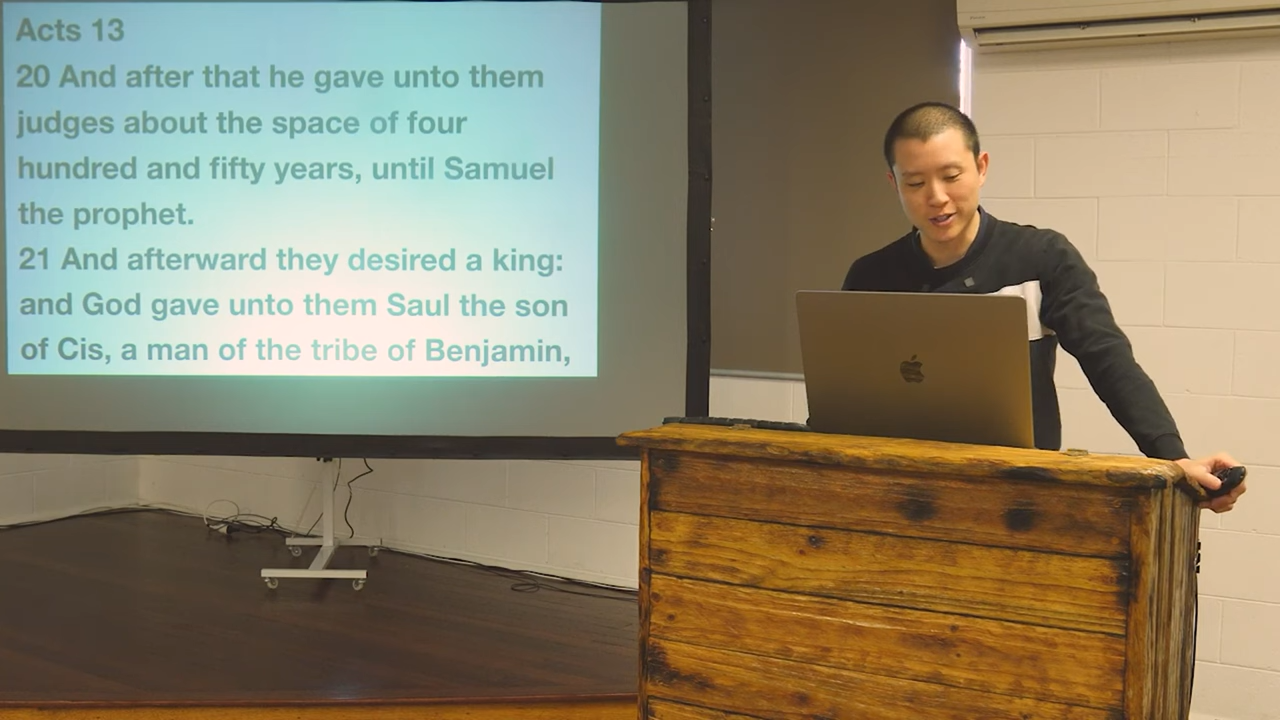 Acts 13
20 And after that he gave unto them
judges about the space of four
hundred and fifty years, until Samuel
the prophet.
21 And afterward they desired a king:
and God gave unto them Saul the son
of Cis, a man of the tribe of Benjamin,